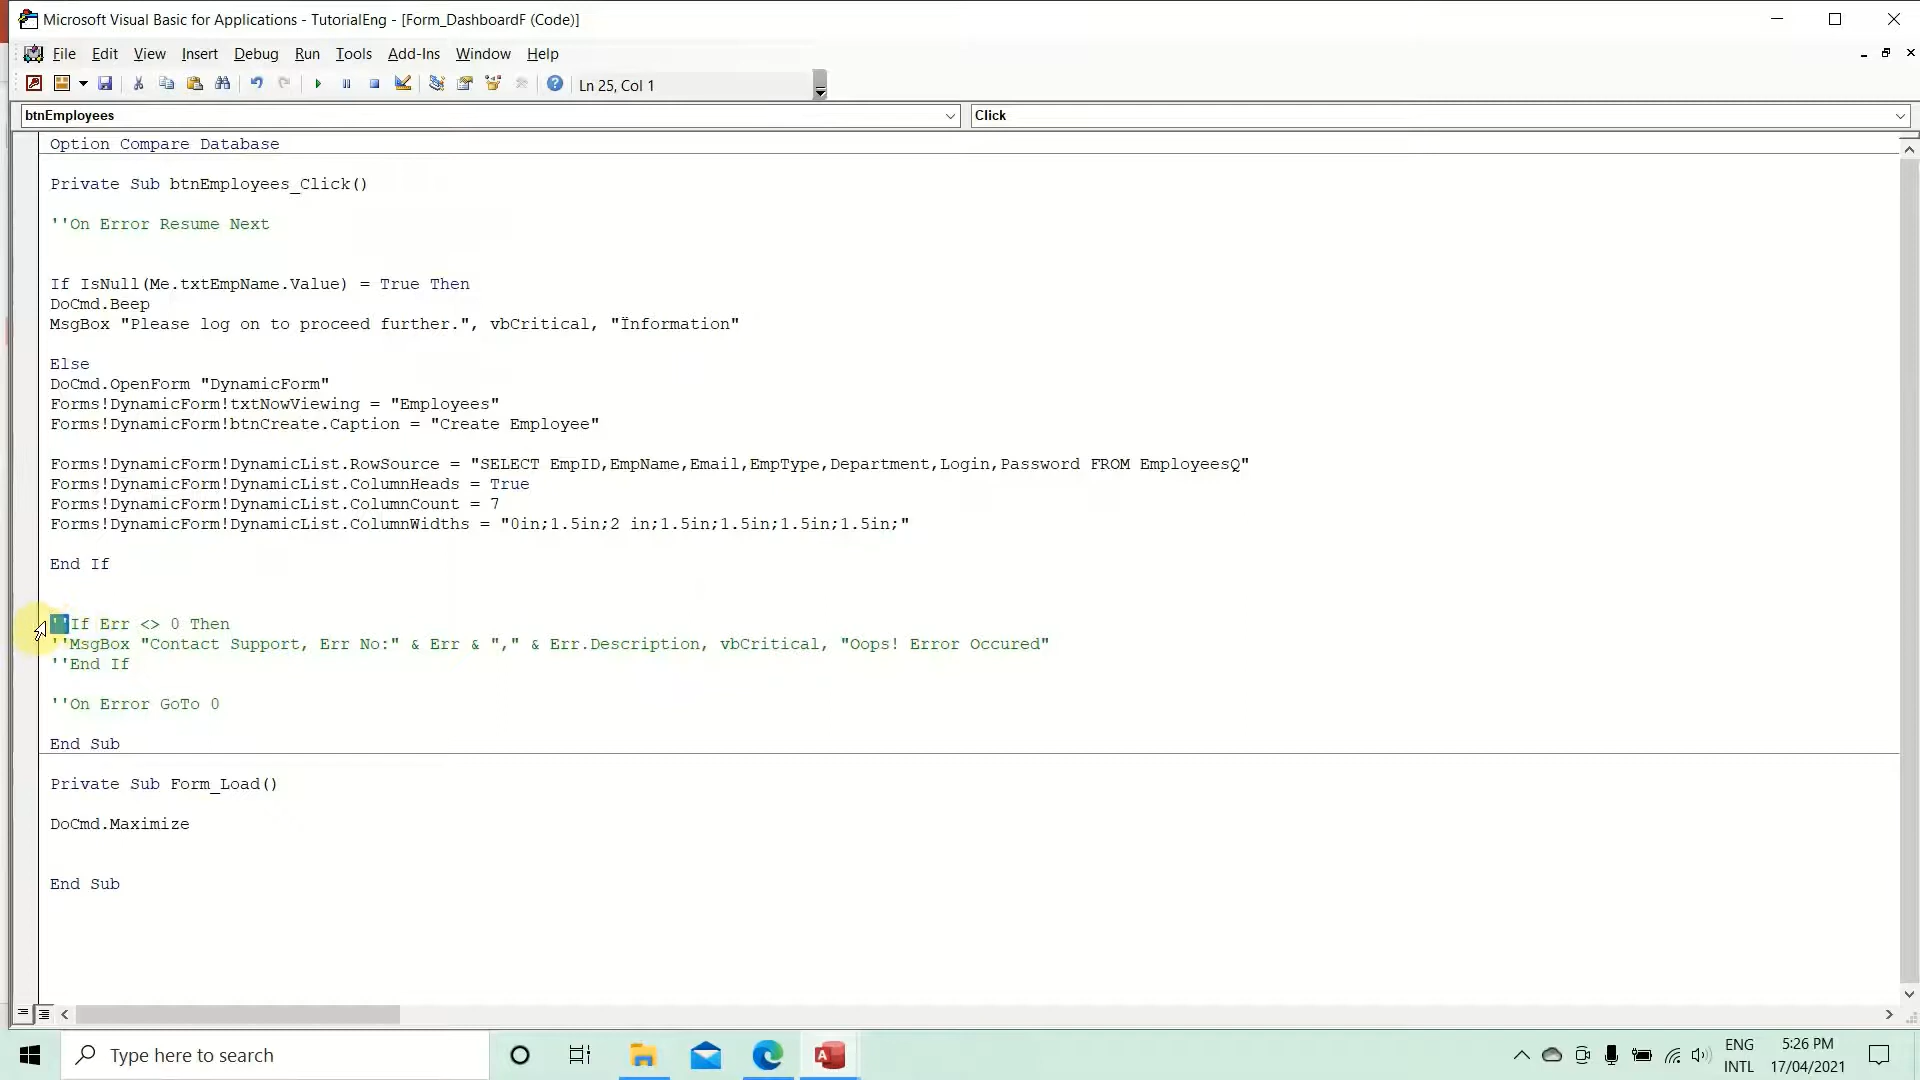 Microsoft Visual Basic for Applications - TutorialEng - [Form_DashboardF (Code)]
File Edit View Insert Debug Run Tools Add-Ins Window Help
Ln 25, Col 1
btnEmployees Click
Option Compare Database
Private Sub btnEmployees_Click()
''On Error Resume Next
If IsNull(Me.txtEmpName.Value) = True Then
DoCmd.Beep
MsgBox "Please log on to proceed further.", vbCritical, "Ïnformation"
Else
DoCmd.OpenForm "DynamicForm"
Forms!DynamicForm!txtNowViewing = "Employees"
Forms!DynamicForm!btnCreate.Caption = "Create Employee"
Forms!DynamicForm!DynamicList.RowSource = "SELECT EmpID,EmpName,Email,EmpType,Department,Login,Password FROM EmployeesQ"
Forms!DynamicForm!DynamicList.ColumnHeads = True
Forms!DynamicForm!DynamicList.ColumnCount = 7
Forms!DynamicForm!DynamicList.ColumnWidths = "0in;1.5in;2 in;1.5in;1.5in;1.5in;1.5in;"
End If
''If Err <> 0 Then
''MsgBox "Contact Support, Err No:" & Err & "," & Err.Description, vbCritical, "Oops! Error Occured"
''End If
''On Error GoTo 0
End Sub
Private Sub Form_Load()
DoCmd.Maximize
End Sub
Type here to search
ENG
INTL
5:26 PM
17/04/2021